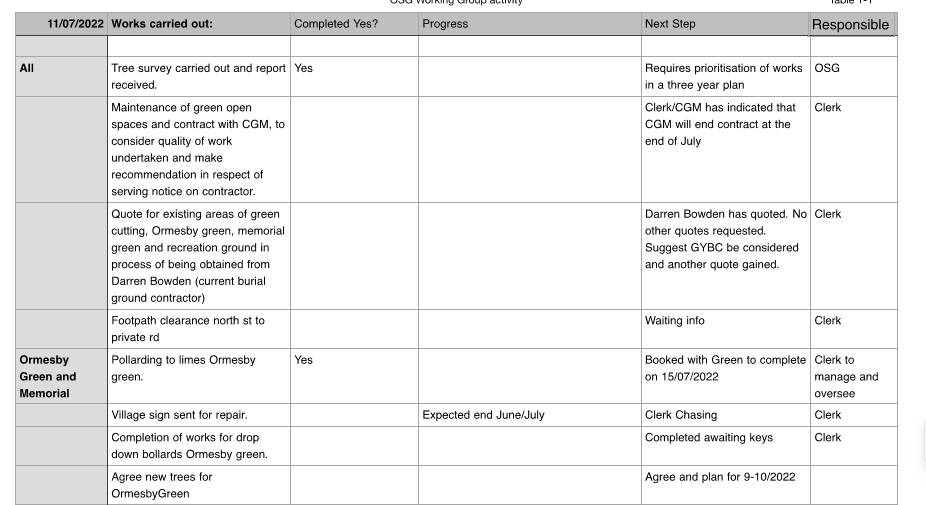 OSG Working Group activity
Table 1-1
11/07/2022 Works carried out: Completed Yes? Progress Next Step Responsible
All
Tree survey carried out and report
received.
Yes
Requires prioritisation of works
in a three year plan
OSG
Maintenance of green open
spaces and contract with CGM, to
consider quality of work
undertaken and make
recommendation in respect of
serving notice on contractor.
Clerk/CGM has indicated that
CGM will end contract at the
end of July
Clerk
Quote for existing areas of green
cutting, Ormesby green, memorial
green and recreation ground in
process of being obtained from
Darren Bowden (current burial
ground contractor)
Darren Bowden has quoted. No
other quotes requested.
Suggest GYBC be considered
and another quote gained.
Clerk
Footpath clearance north st to
private rd
Waiting info
Clerk
Ormesby
Green and
Memorial
Pollarding to limes Ormesby
green.
Yes
Booked with Green to complete
on 15/07/2022
Clerk to
manage and
oversee
Village sign sent for repair.
Expected end June/July
Clerk Chasing
Clerk
Completion of works for drop
down bollards Ormesby green.
Completed awaiting keys
Clerk
Agree new trees for
OrmesbyGreen
Agree and plan for 9-10/2022